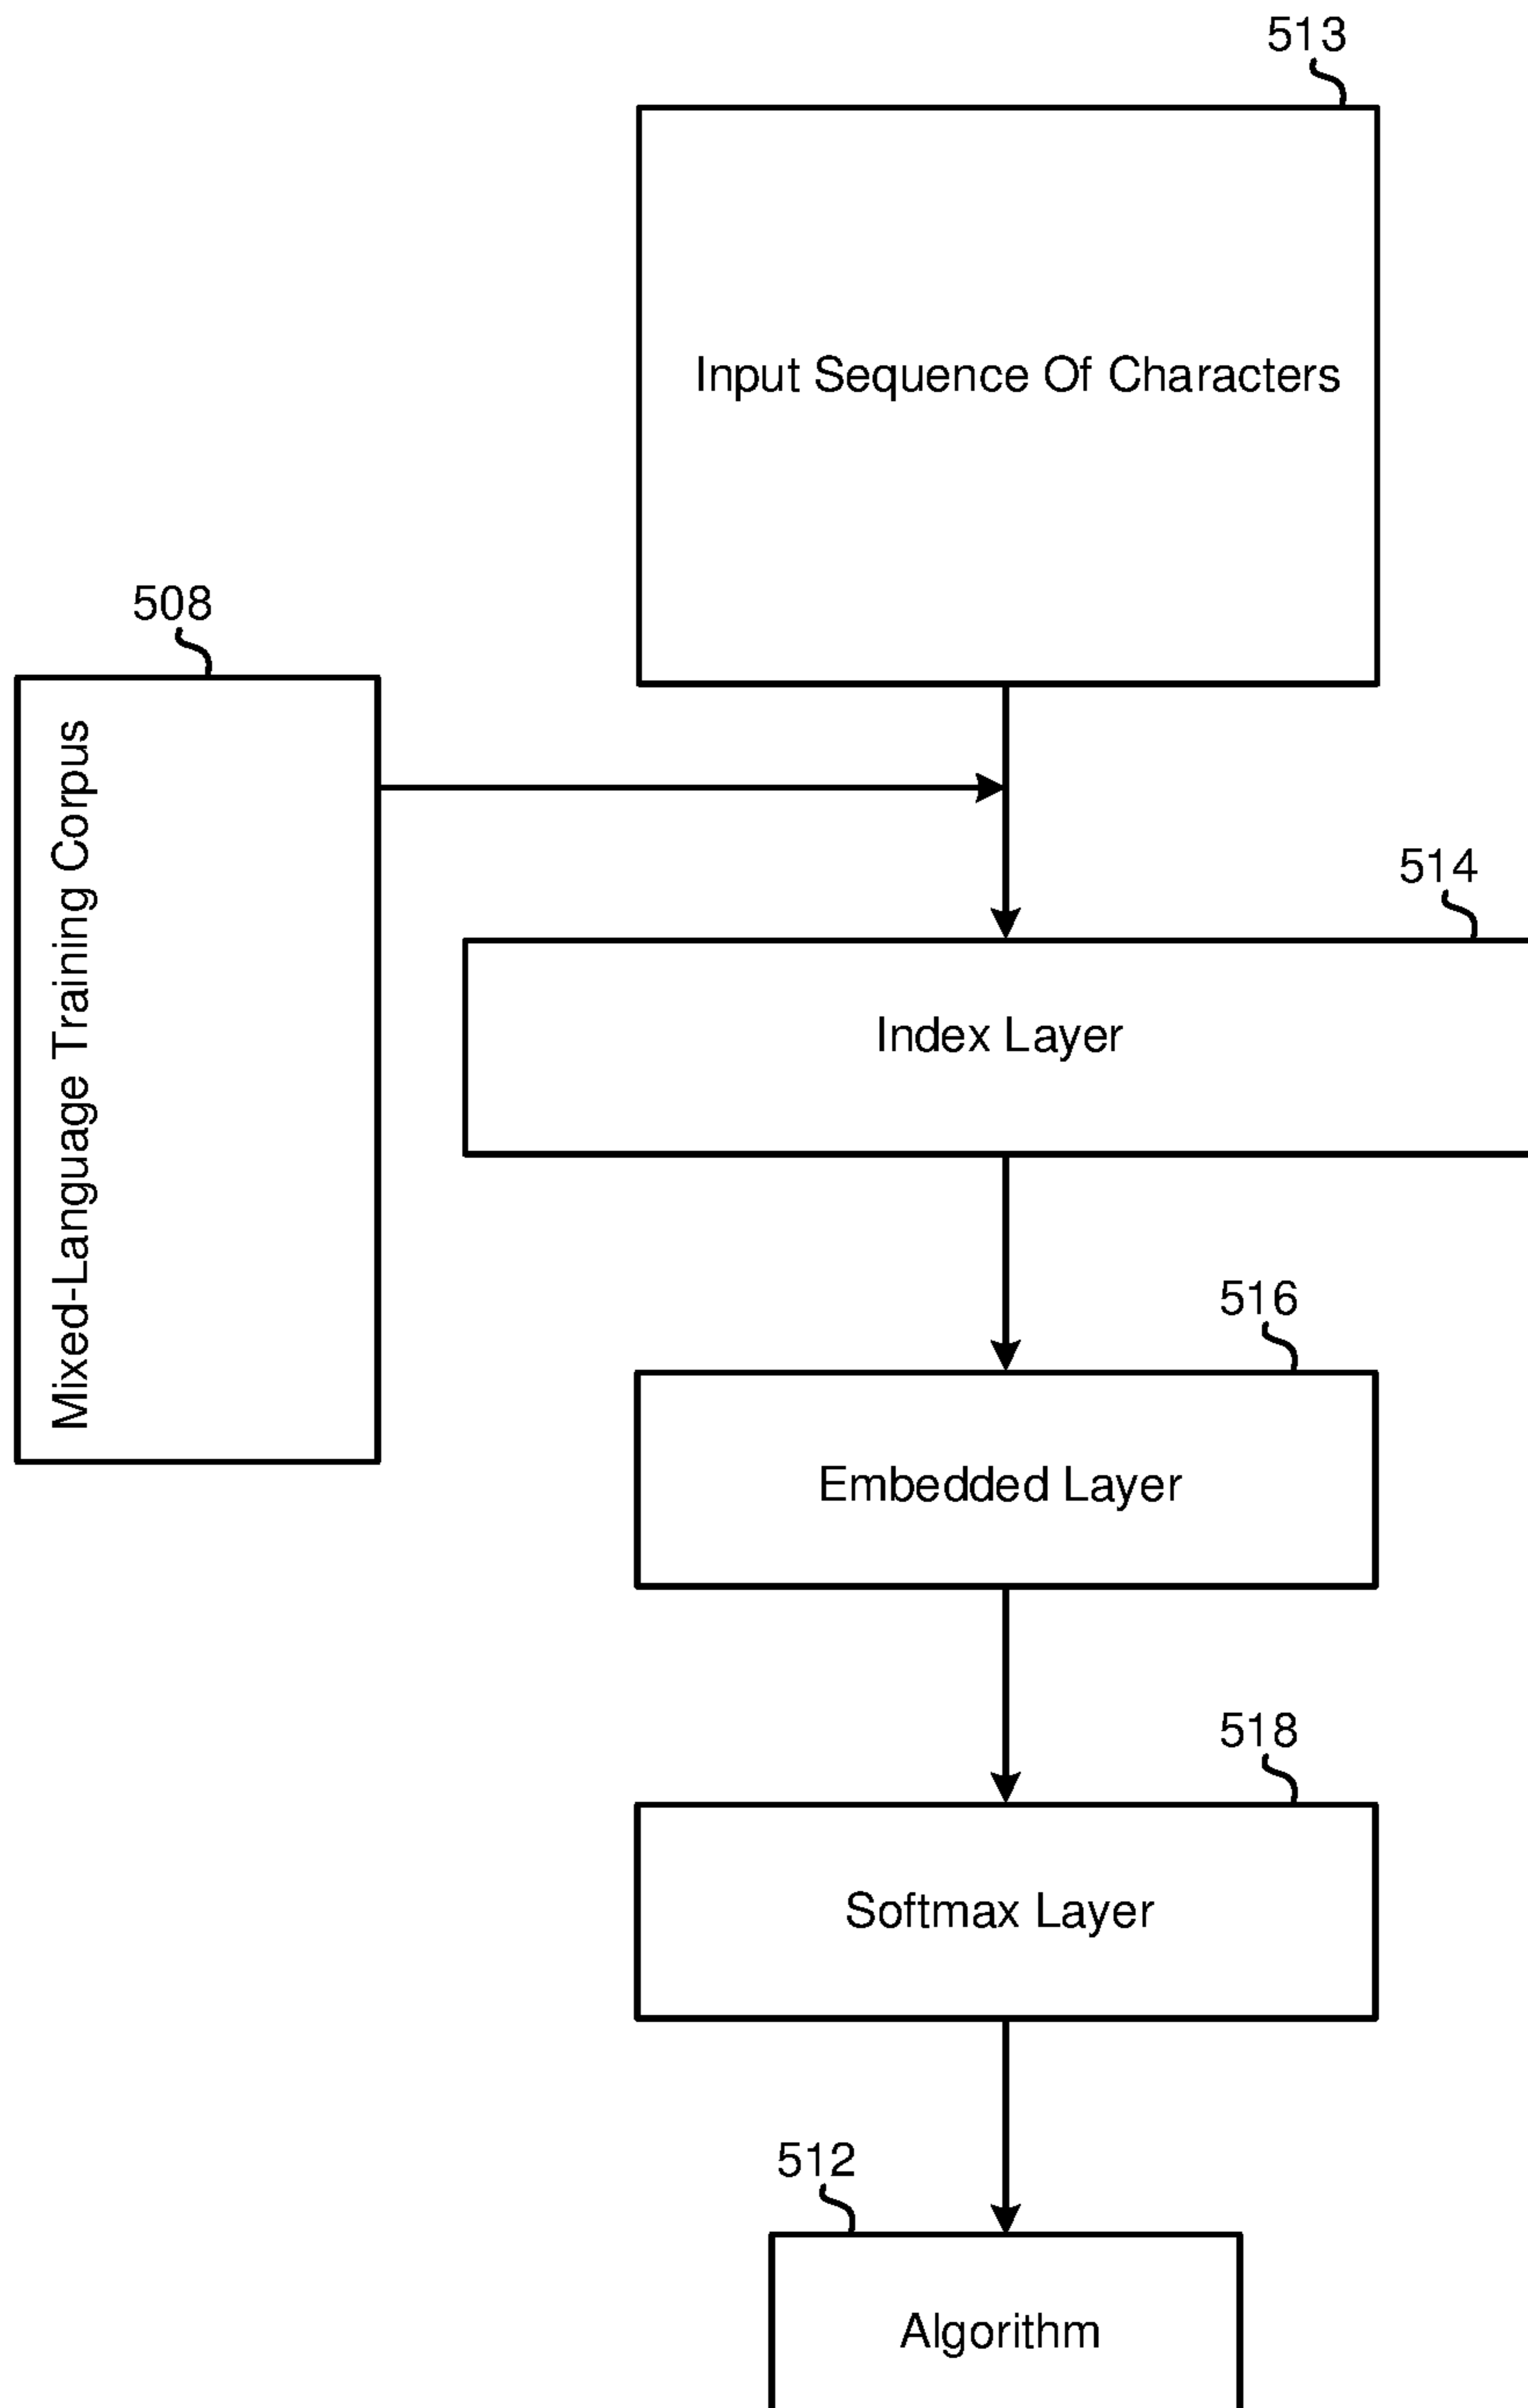 513
Input Sequence Of Characters
508
Mixed-Language Training Corpus
514
Index Layer
516
Embedded Layer
518
Softmax Layer
512
Algorithm